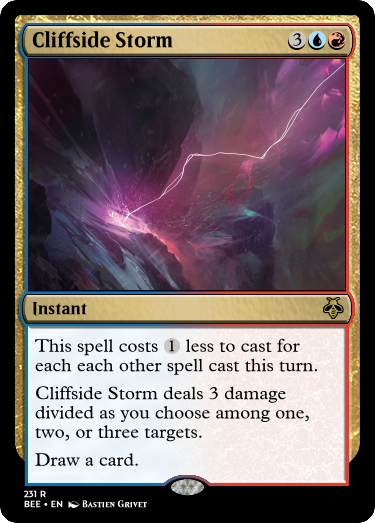 Cliffside Storm 3
Instant
This spell costs 1 less to cast for
each each other spell cast this turn.
Cliffside Storm deals 3 damage
divided as you choose among one,
two, or three targets.
Draw a card.
231 R
BEE • EN Bastien Grivet